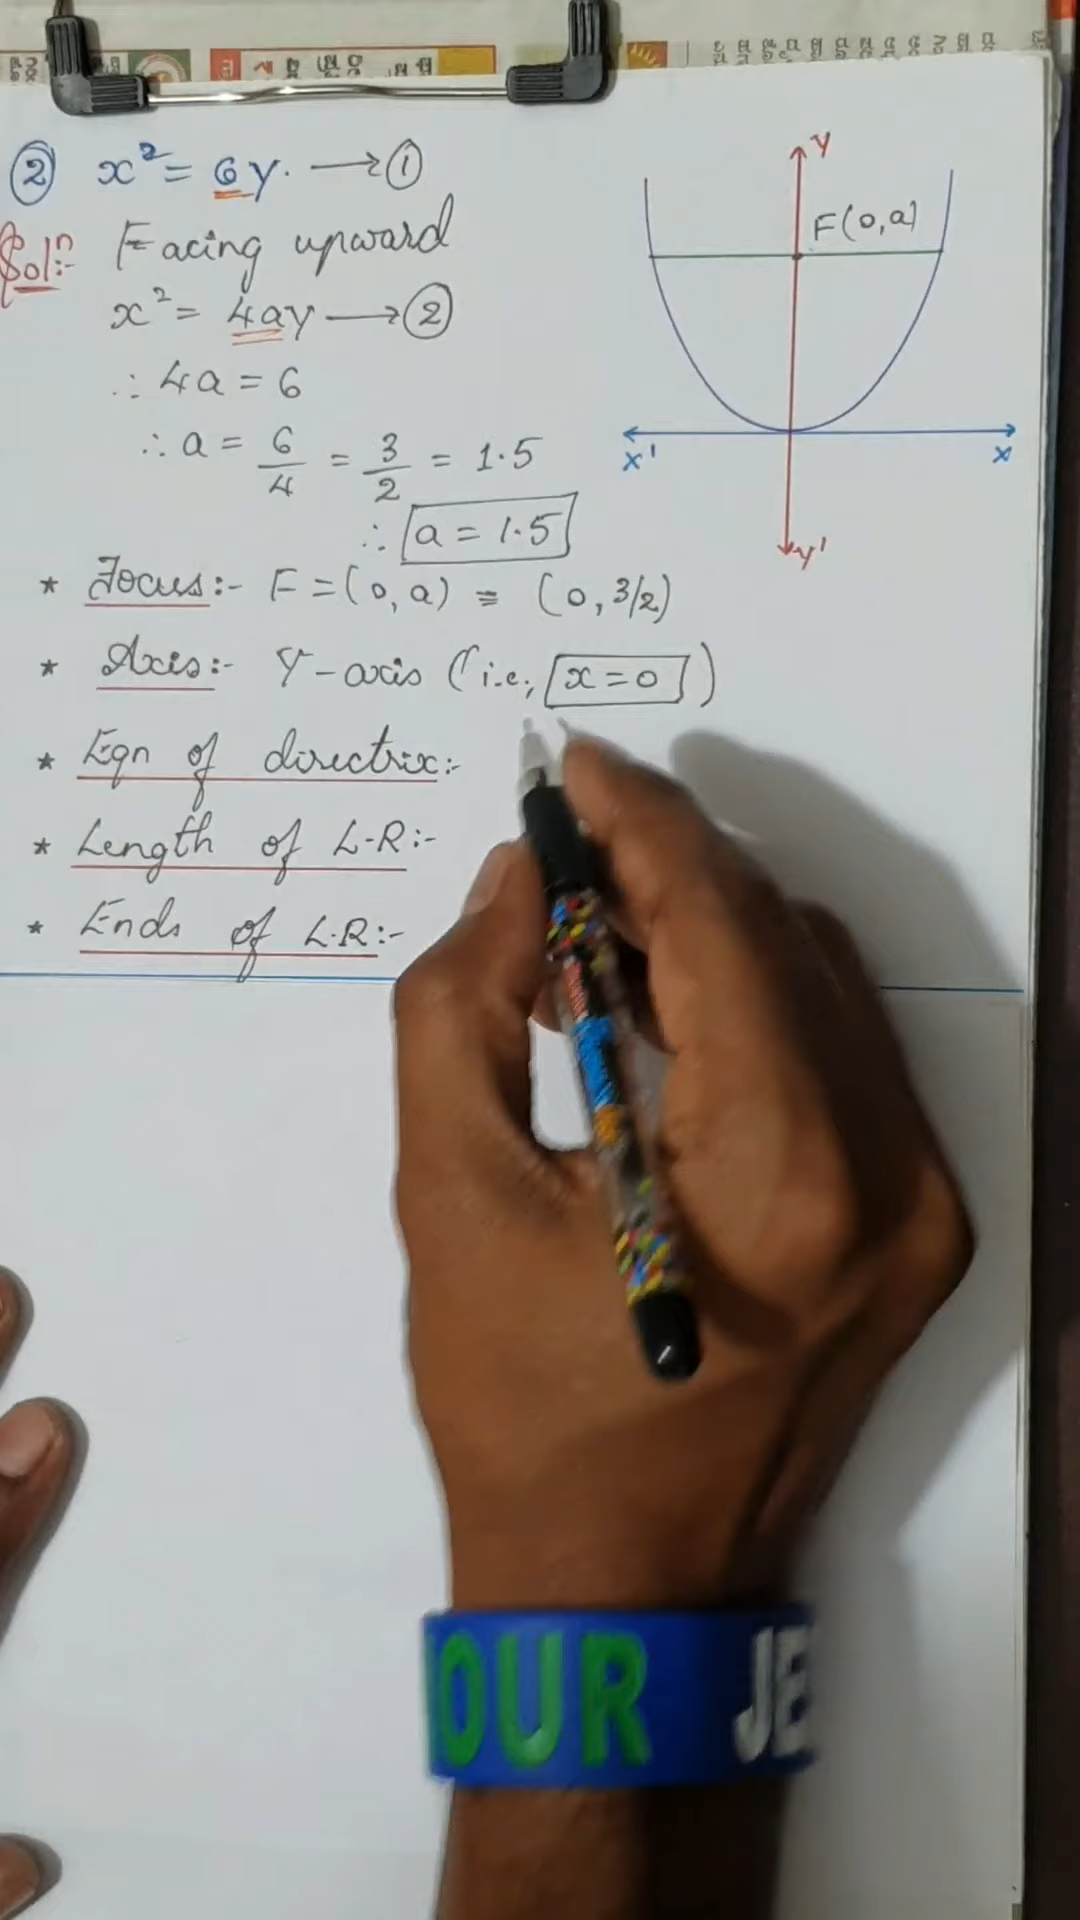 ② x² = 6y. → ①
Solⁿ:- Facing upward
x² = 4ay → ②
∴ 4a = 6
∴ a = 6/4 = 3/2 = 1.5
∴ a = 1.5
* Focus:- F = (0, a) = (0, 3/2)
* Axis:- Y-axis (i.e., x = 0)
* Eqn of directrix:-
* Length of L-R:-
* Ends of L.R:-
Y
F(0, a)
X'
X
Y'
OUR JE